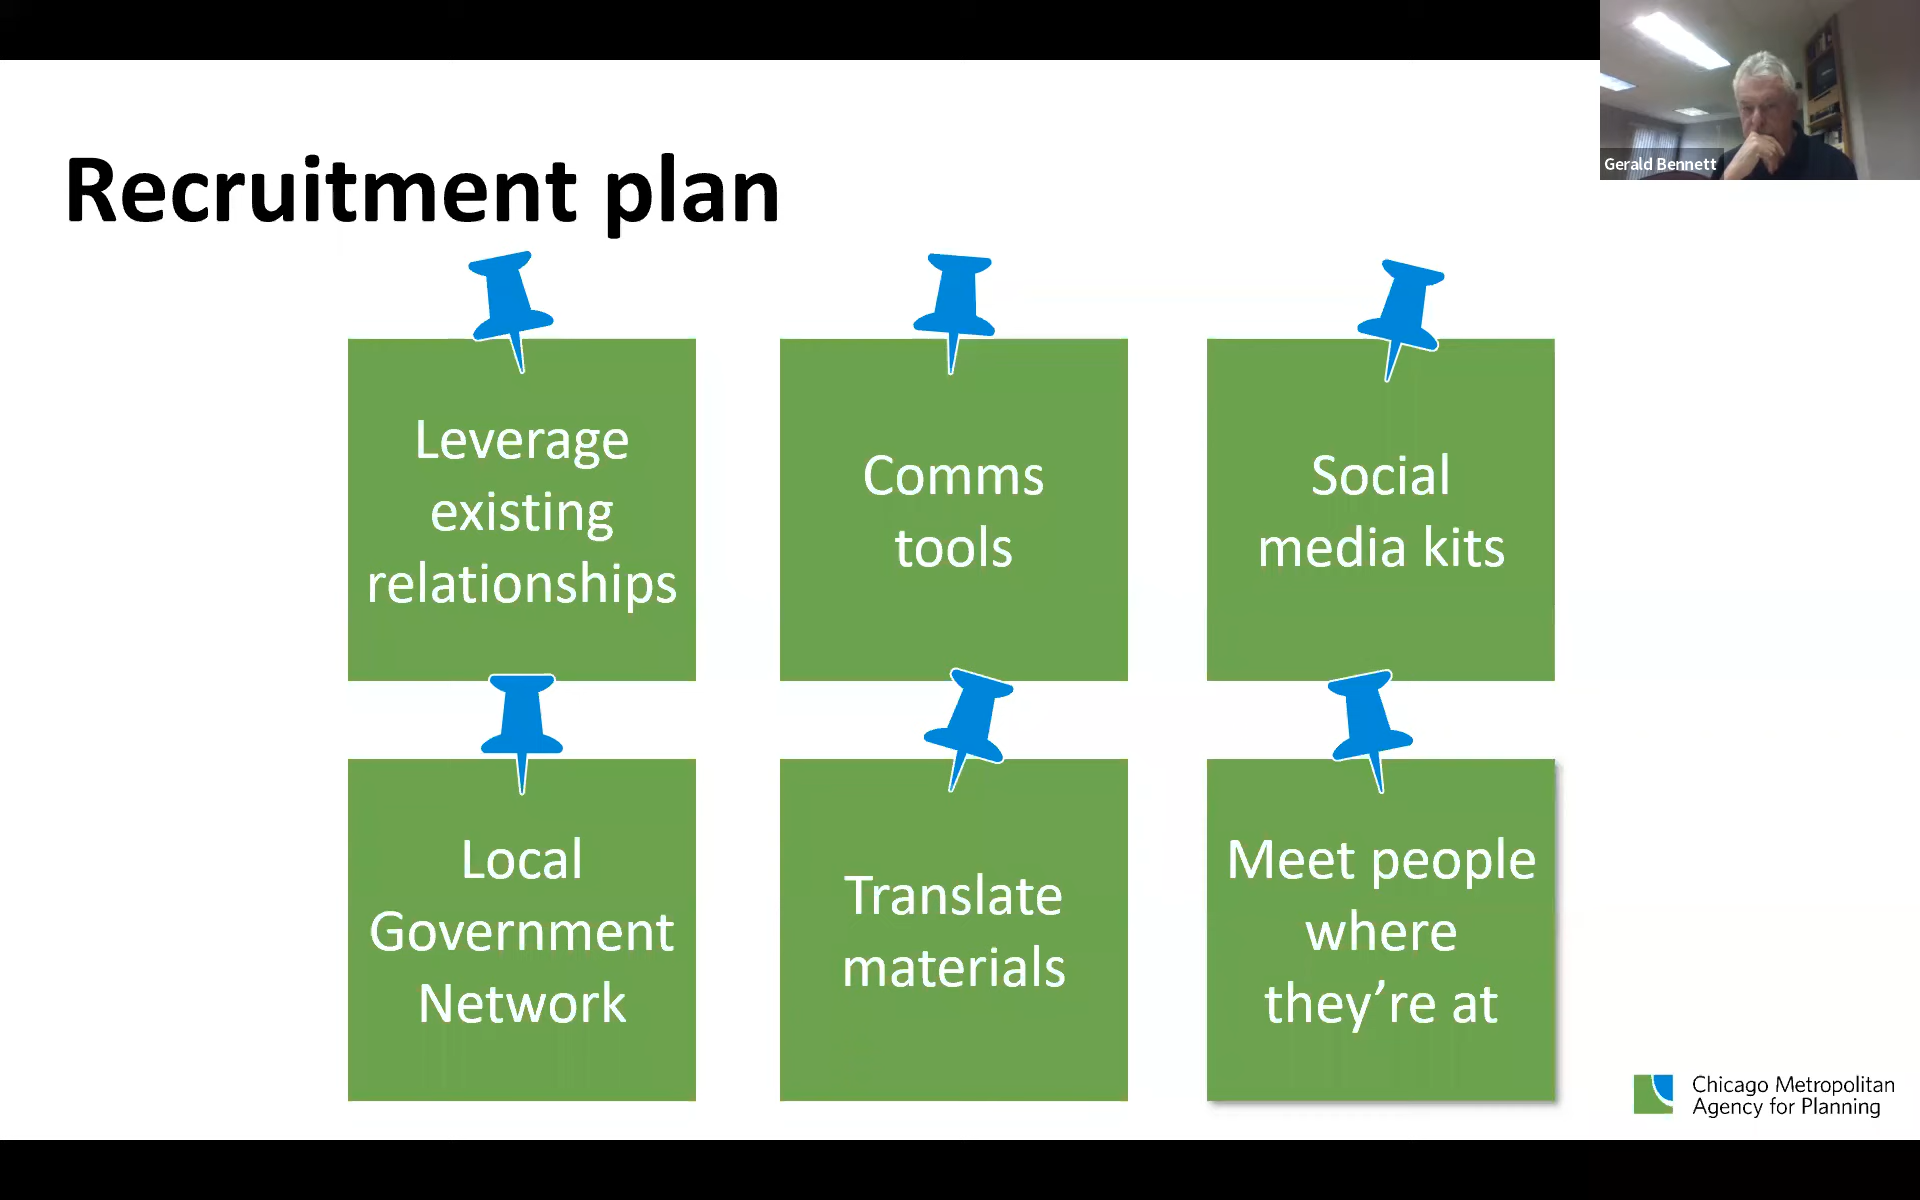 Gerald Bennett
Recruitment plan
Leverage
existing
relationships
Comms
tools
Social
media kits
Local
Government
Network
Translate
materials
Meet people
where
they’re at
Chicago Metropolitan
Agency for Planning